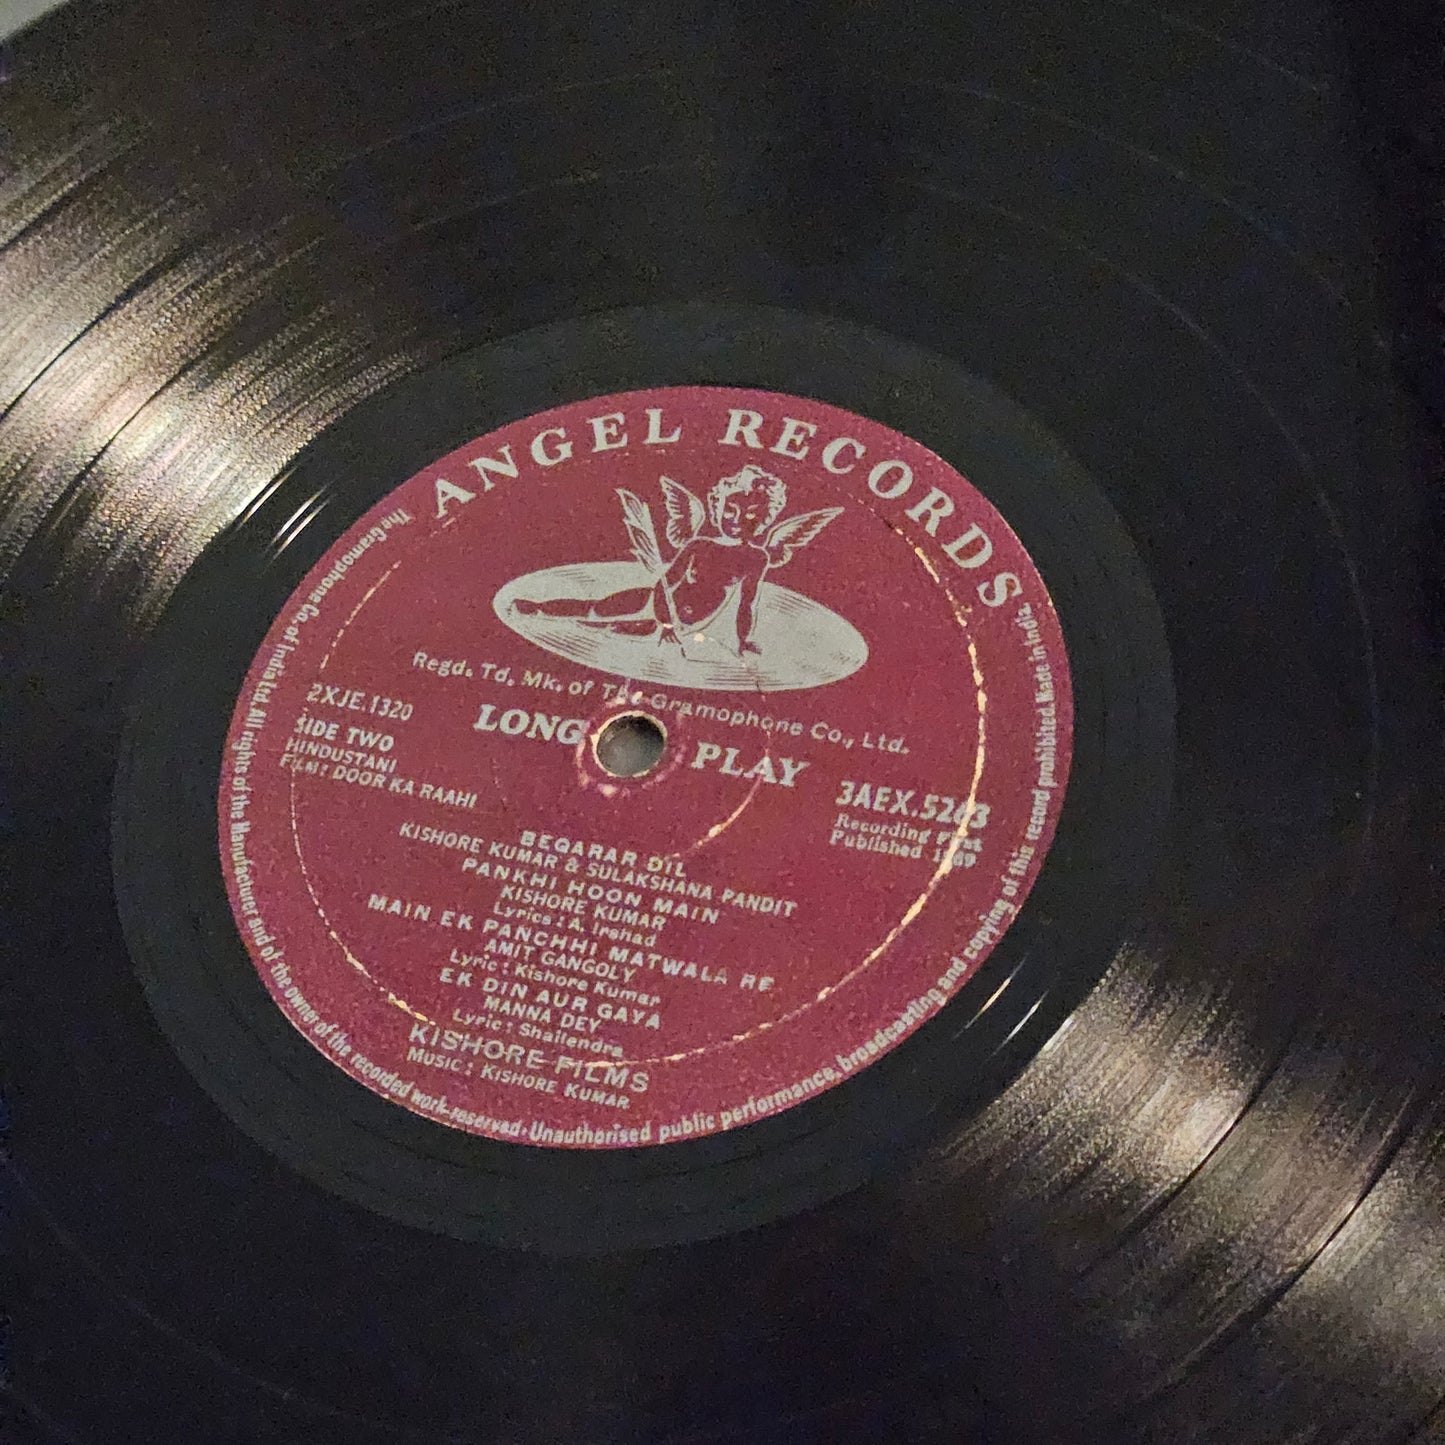 ANGEL RECORDS
Regd. Td. Mk. of The Gramophone Co., Ltd.
LONG PLAY
2XJE.1320
SIDE TWO
HINDUSTANI
FILM: DOOR KA RAAHI
3AEX.5263
Recording First
Published 1969
BEQARAR DIL
KISHORE KUMAR & SULAKSHANA PANDIT
PANKHI HOON MAIN
KISHORE KUMAR
Lyrics: A. Irshad
MAIN EK PANCHHI MATWALA RE
AMIT GANGOLY
Lyric: Kishore Kumar
EK DIN AUR GAYA
MANNA DEY
Lyric: Shailendra
KISHORE FILMS
MUSIC: KISHORE KUMAR
The Gramophone Co. of India Ltd. All rights of the Manufacturer and of the owner of the recorded work reserved. Unauthorised public performance, broadcasting and copying of this record prohibited. Made in India